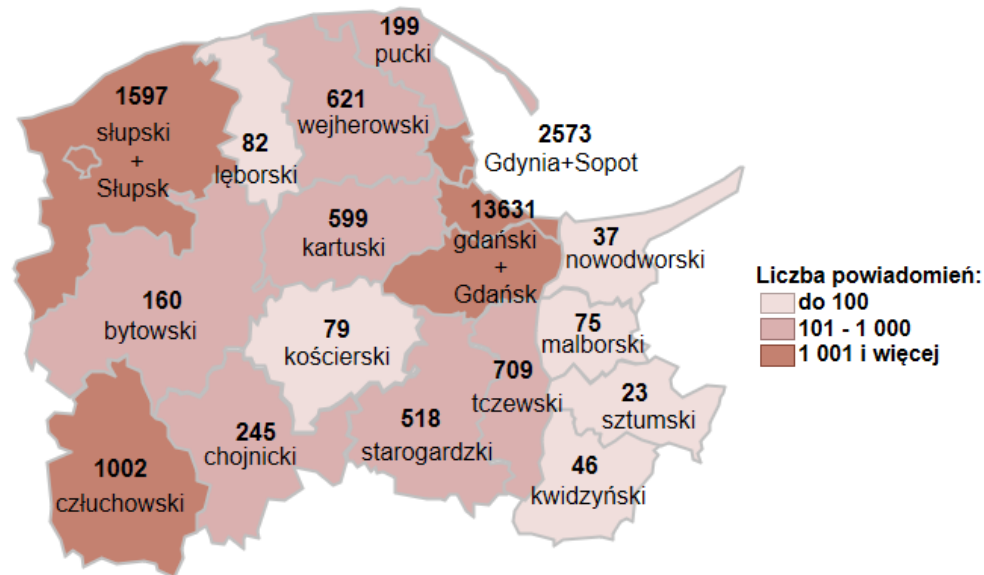 199
pucki
1597
słupski
+
Słupsk
621
wejherowski
82
lęborski
2573
Gdynia+Sopot
599
kartuski
13631
gdański
+
Gdańsk
37
nowodworski
160
bytowski
79
kościerski
75
malborski
709
tczewski
23
sztumski
245
chojnicki
518
starogardzki
1002
człuchowski
46
kwidzyński
Liczba powiadomień:
do 100
101 - 1 000
1 001 i więcej